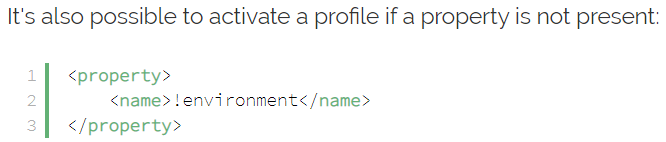 It's also possible to activate a profile if a property is not present:
1 <property>
2     <name>!environment</name>
3 </property>